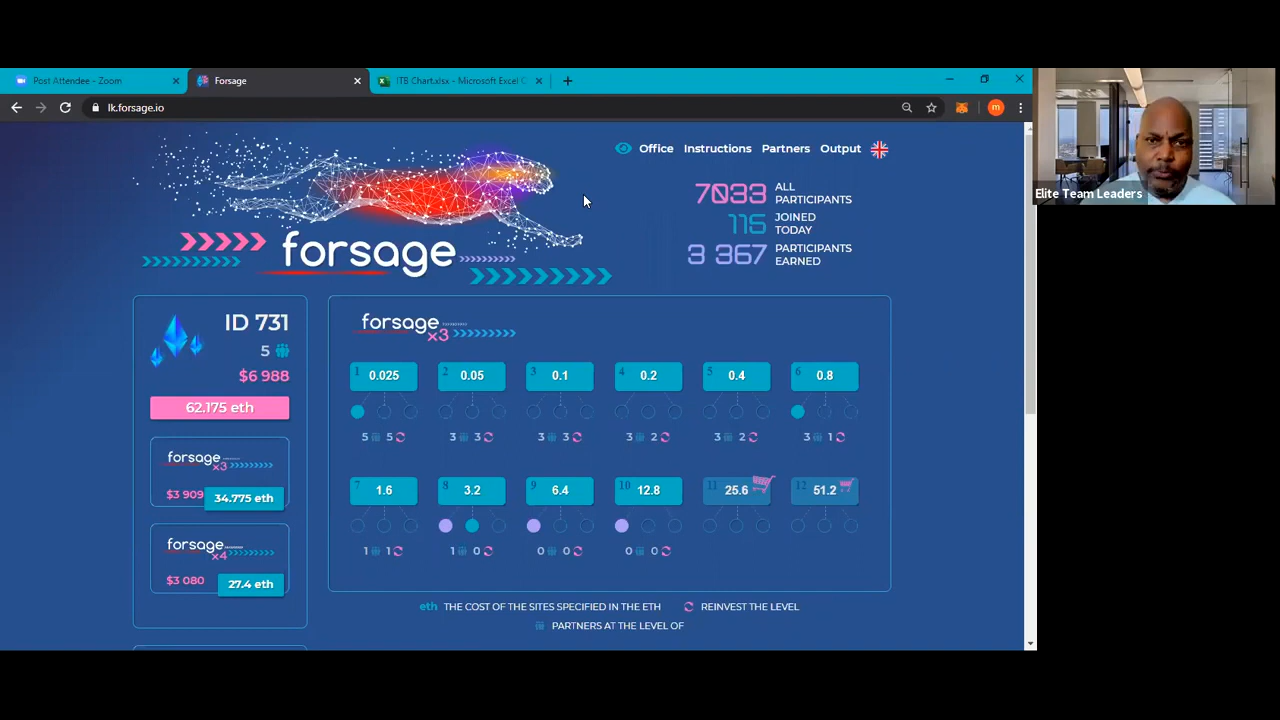 Post Attendee - Zoom
Forsage
ITB Chart.xlsx - Microsoft Excel
lk.forsage.io
m
Office Instructions Partners Output
7033 ALL PARTICIPANTS
115 JOINED TODAY
3 367 PARTICIPANTS EARNED
forsage
Elite Team Leaders
ID 731
5
$6 988
62.175 eth
forsage x3
$3 909 34.775 eth
forsage x4
$3 080 27.4 eth
forsage x3
1 0.025 2 0.05 3 0.1 4 0.2 5 0.4 6 0.8
5 5 3 3 3 3 3 2 3 2 3 1
7 1.6 8 3.2 9 6.4 10 12.8 11 25.6 12 51.2
1 1 1 0 0 0 0 0
eth THE COST OF THE SITES SPECIFIED IN THE ETH REINVEST THE LEVEL
PARTNERS AT THE LEVEL OF